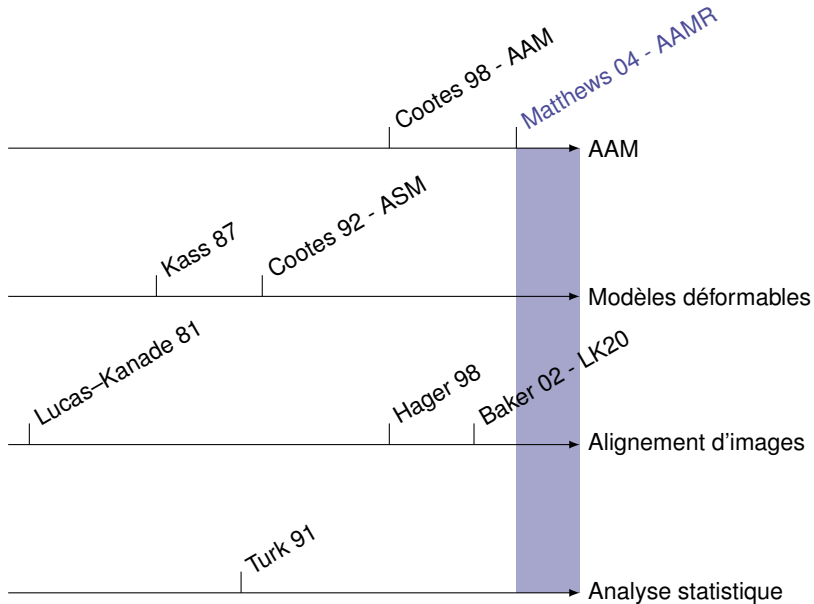 Cootes 98 - AAM
Matthews 04 - AAMR
AAM
Kass 87
Cootes 92 - ASM
Modèles déformables
Lucas–Kanade 81
Hager 98
Baker 02 - LK20
Alignement d'images
Turk 91
Analyse statistique